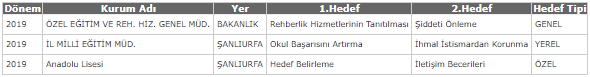 Dönem Kurum Adı Yer 1.Hedef 2.Hedef Hedef Tipi
2019 ÖZEL EĞİTİM VE REH. HİZ. GENEL MÜD. BAKANLIK Rehberlik Hizmetlerinin Tanıtılması Şiddeti Önleme GENEL
2019 İL MİLLİ EĞİTİM MÜD. ŞANLIURFA Okul Başarısını Artırma İhmal İstismardan Korunma YEREL
2019 Anadolu Lisesi ŞANLIURFA Hedef Belirleme İletişim Becerileri ÖZEL